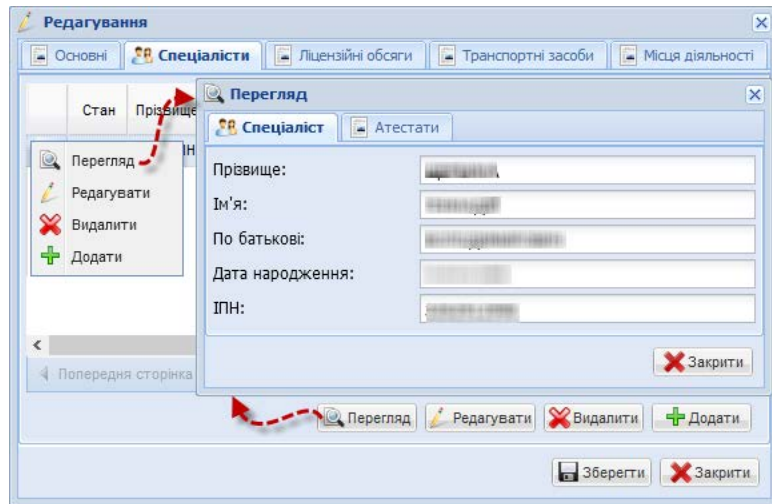 Редагування
Основні Спеціалісти Ліцензійні обсяги Транспортні засоби Місця діяльності
Перегляд
Стан Прізвище
Спеціаліст Атестати
Перегляд
Прізвище:
Редагувати
Ім'я:
Видалити
По батькові:
Додати
Дата народження:
ІПН:
Закрити
Попередня сторінка
Перегляд Редагувати Видалити Додати
Зберегти Закрити